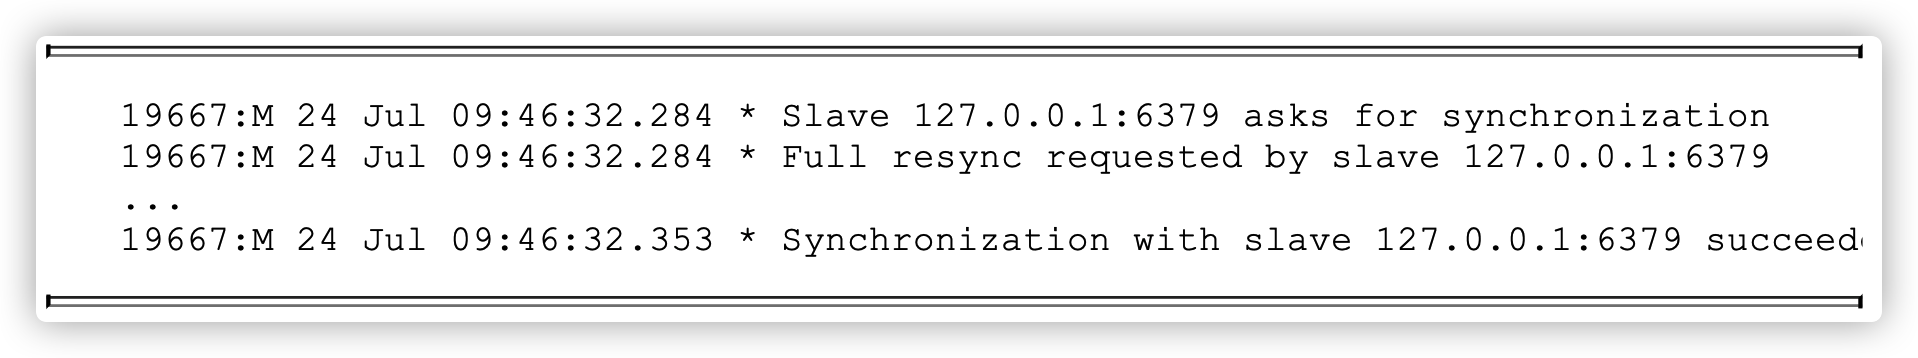 19667:M 24 Jul 09:46:32.284 * Slave 127.0.0.1:6379 asks for synchronization
19667:M 24 Jul 09:46:32.284 * Full resync requested by slave 127.0.0.1:6379
...
19667:M 24 Jul 09:46:32.353 * Synchronization with slave 127.0.0.1:6379